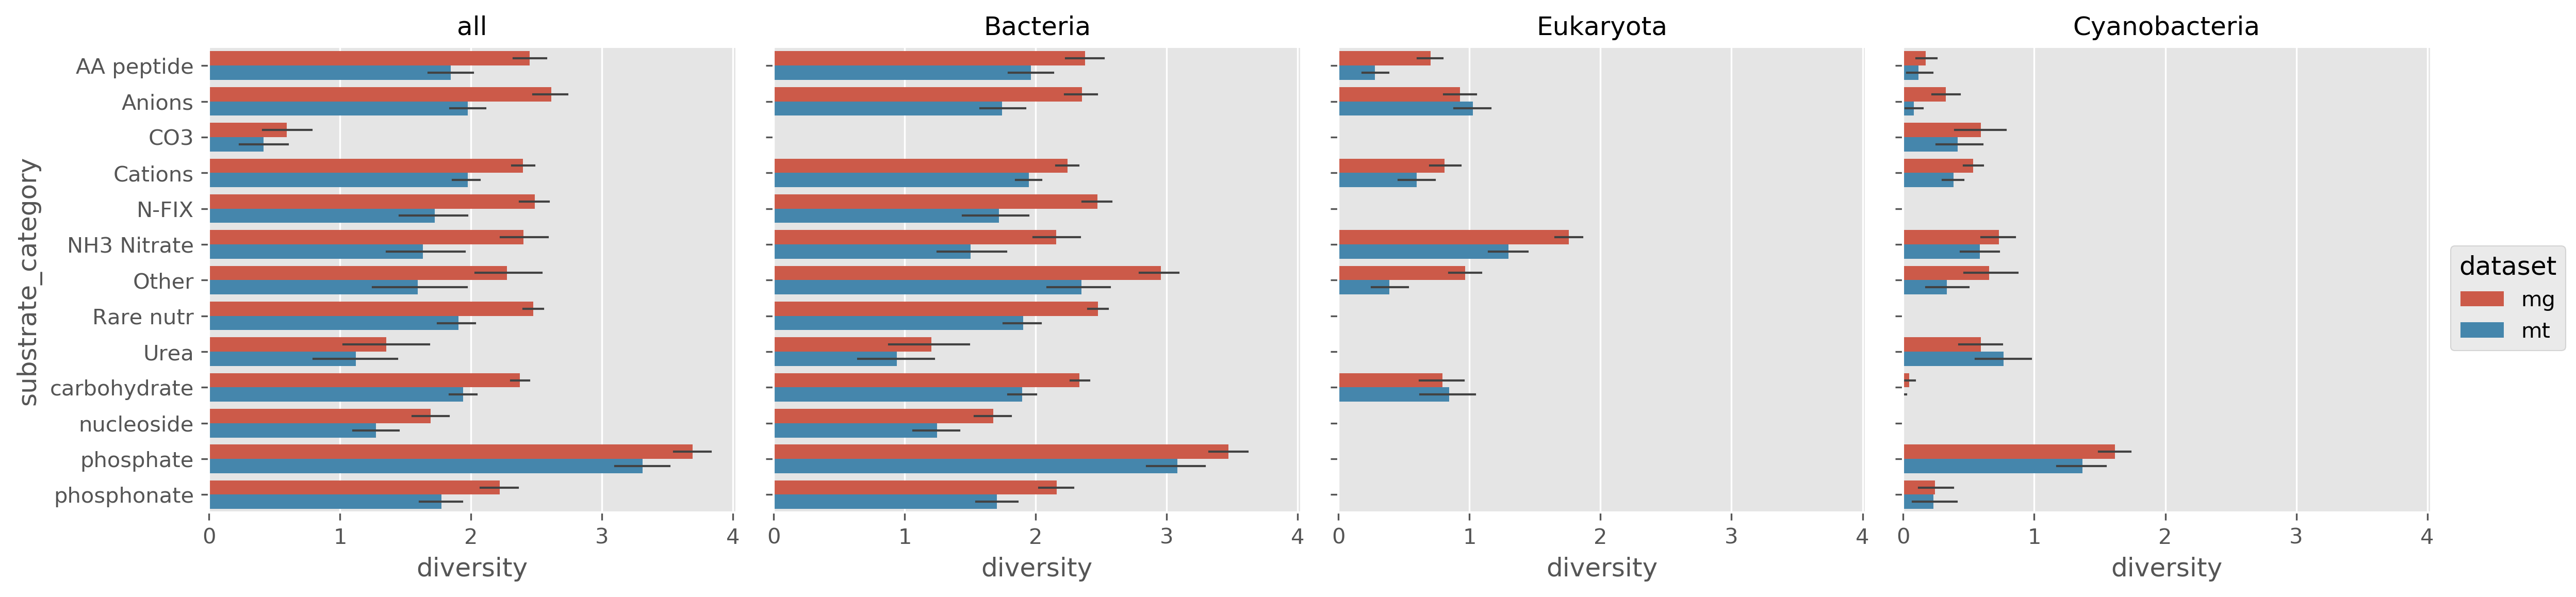 all
Bacteria
Eukaryota
Cyanobacteria
substrate_category
AA peptide
Anions
CO3
Cations
N-FIX
NH3 Nitrate
Other
Rare nutr
Urea
carbohydrate
nucleoside
phosphate
phosphonate
0 1 2 3 4
0 1 2 3 4
0 1 2 3 4
0 1 2 3 4
diversity
diversity
diversity
diversity
dataset
mg
mt